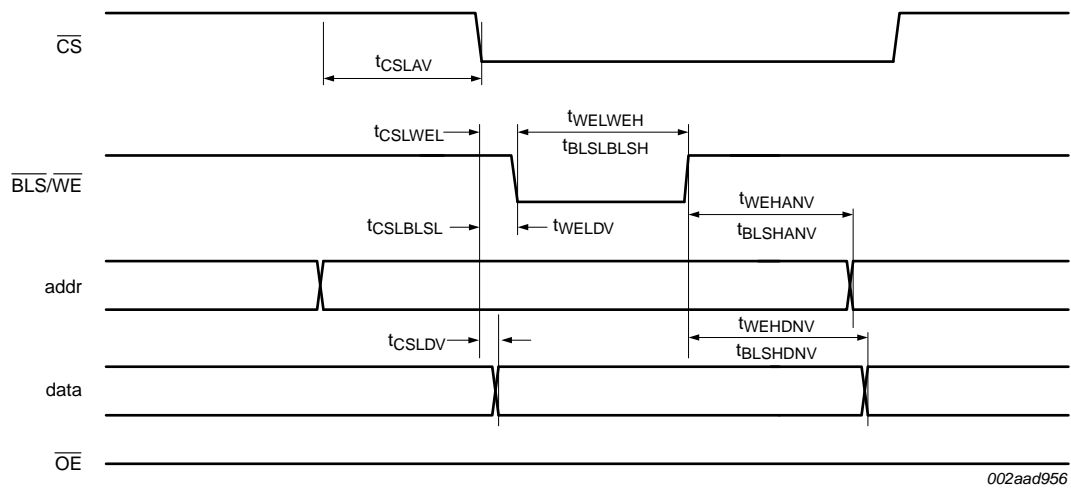 CS
tCSLAV
tCSLWEL
tWELWEH
tBLSLBLSH
BLS/WE
tWEHANV
tCSLBLSL
tWELDV
tBLSHANV
addr
tWEHDNV
tCSLDV
tBLSHDNV
data
OE
002aad956